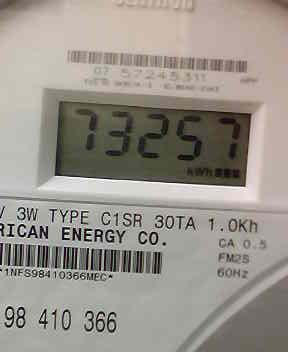 07 57245311
73257
kWh
V 3W TYPE C1SR 30TA 1.0Kh
RICAN ENERGY CO.
CA 0.5
FM2S
60Hz
*1NFS98410366MEC*
98 410 366